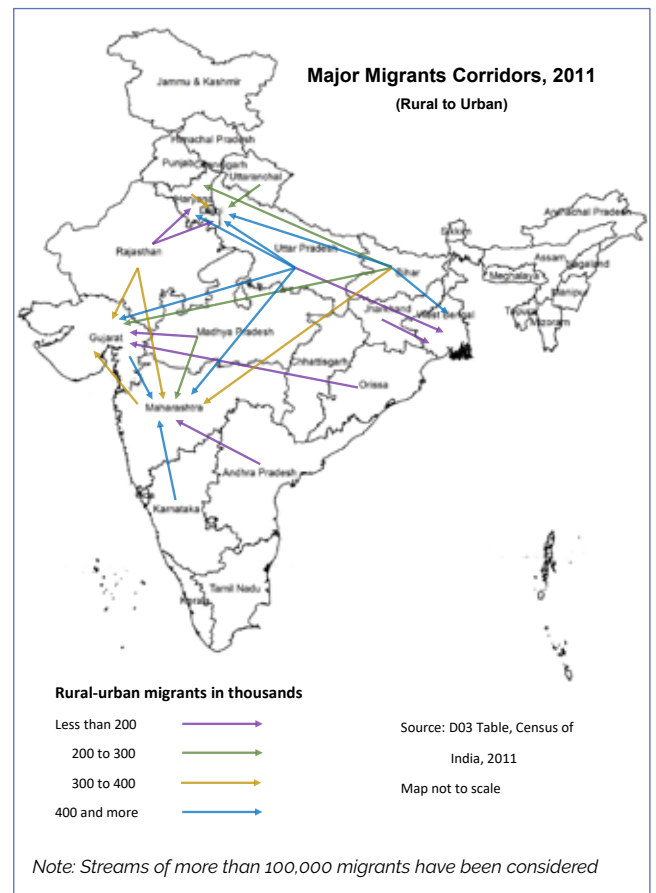 Major Migrants Corridors, 2011
(Rural to Urban)
Jammu & Kashmir
Himachal Pradesh
Punjab
Uttaranchal
Haryana
Delhi
Rajasthan
Uttar Pradesh
Bihar
Sikkim
Arunachal Pradesh
Assam
Nagaland
Meghalaya
Manipur
Tripura
Mizoram
Jharkhand
West Bengal
Gujarat
Madhya Pradesh
Chhattisgarh
Orissa
Maharashtra
Andhra Pradesh
Goa
Karnataka
Tamil Nadu
Kerala
Rural-urban migrants in thousands
Less than 200
200 to 300
300 to 400
400 and more
Source: D03 Table, Census of
India, 2011
Map not to scale
Note: Streams of more than 100,000 migrants have been considered